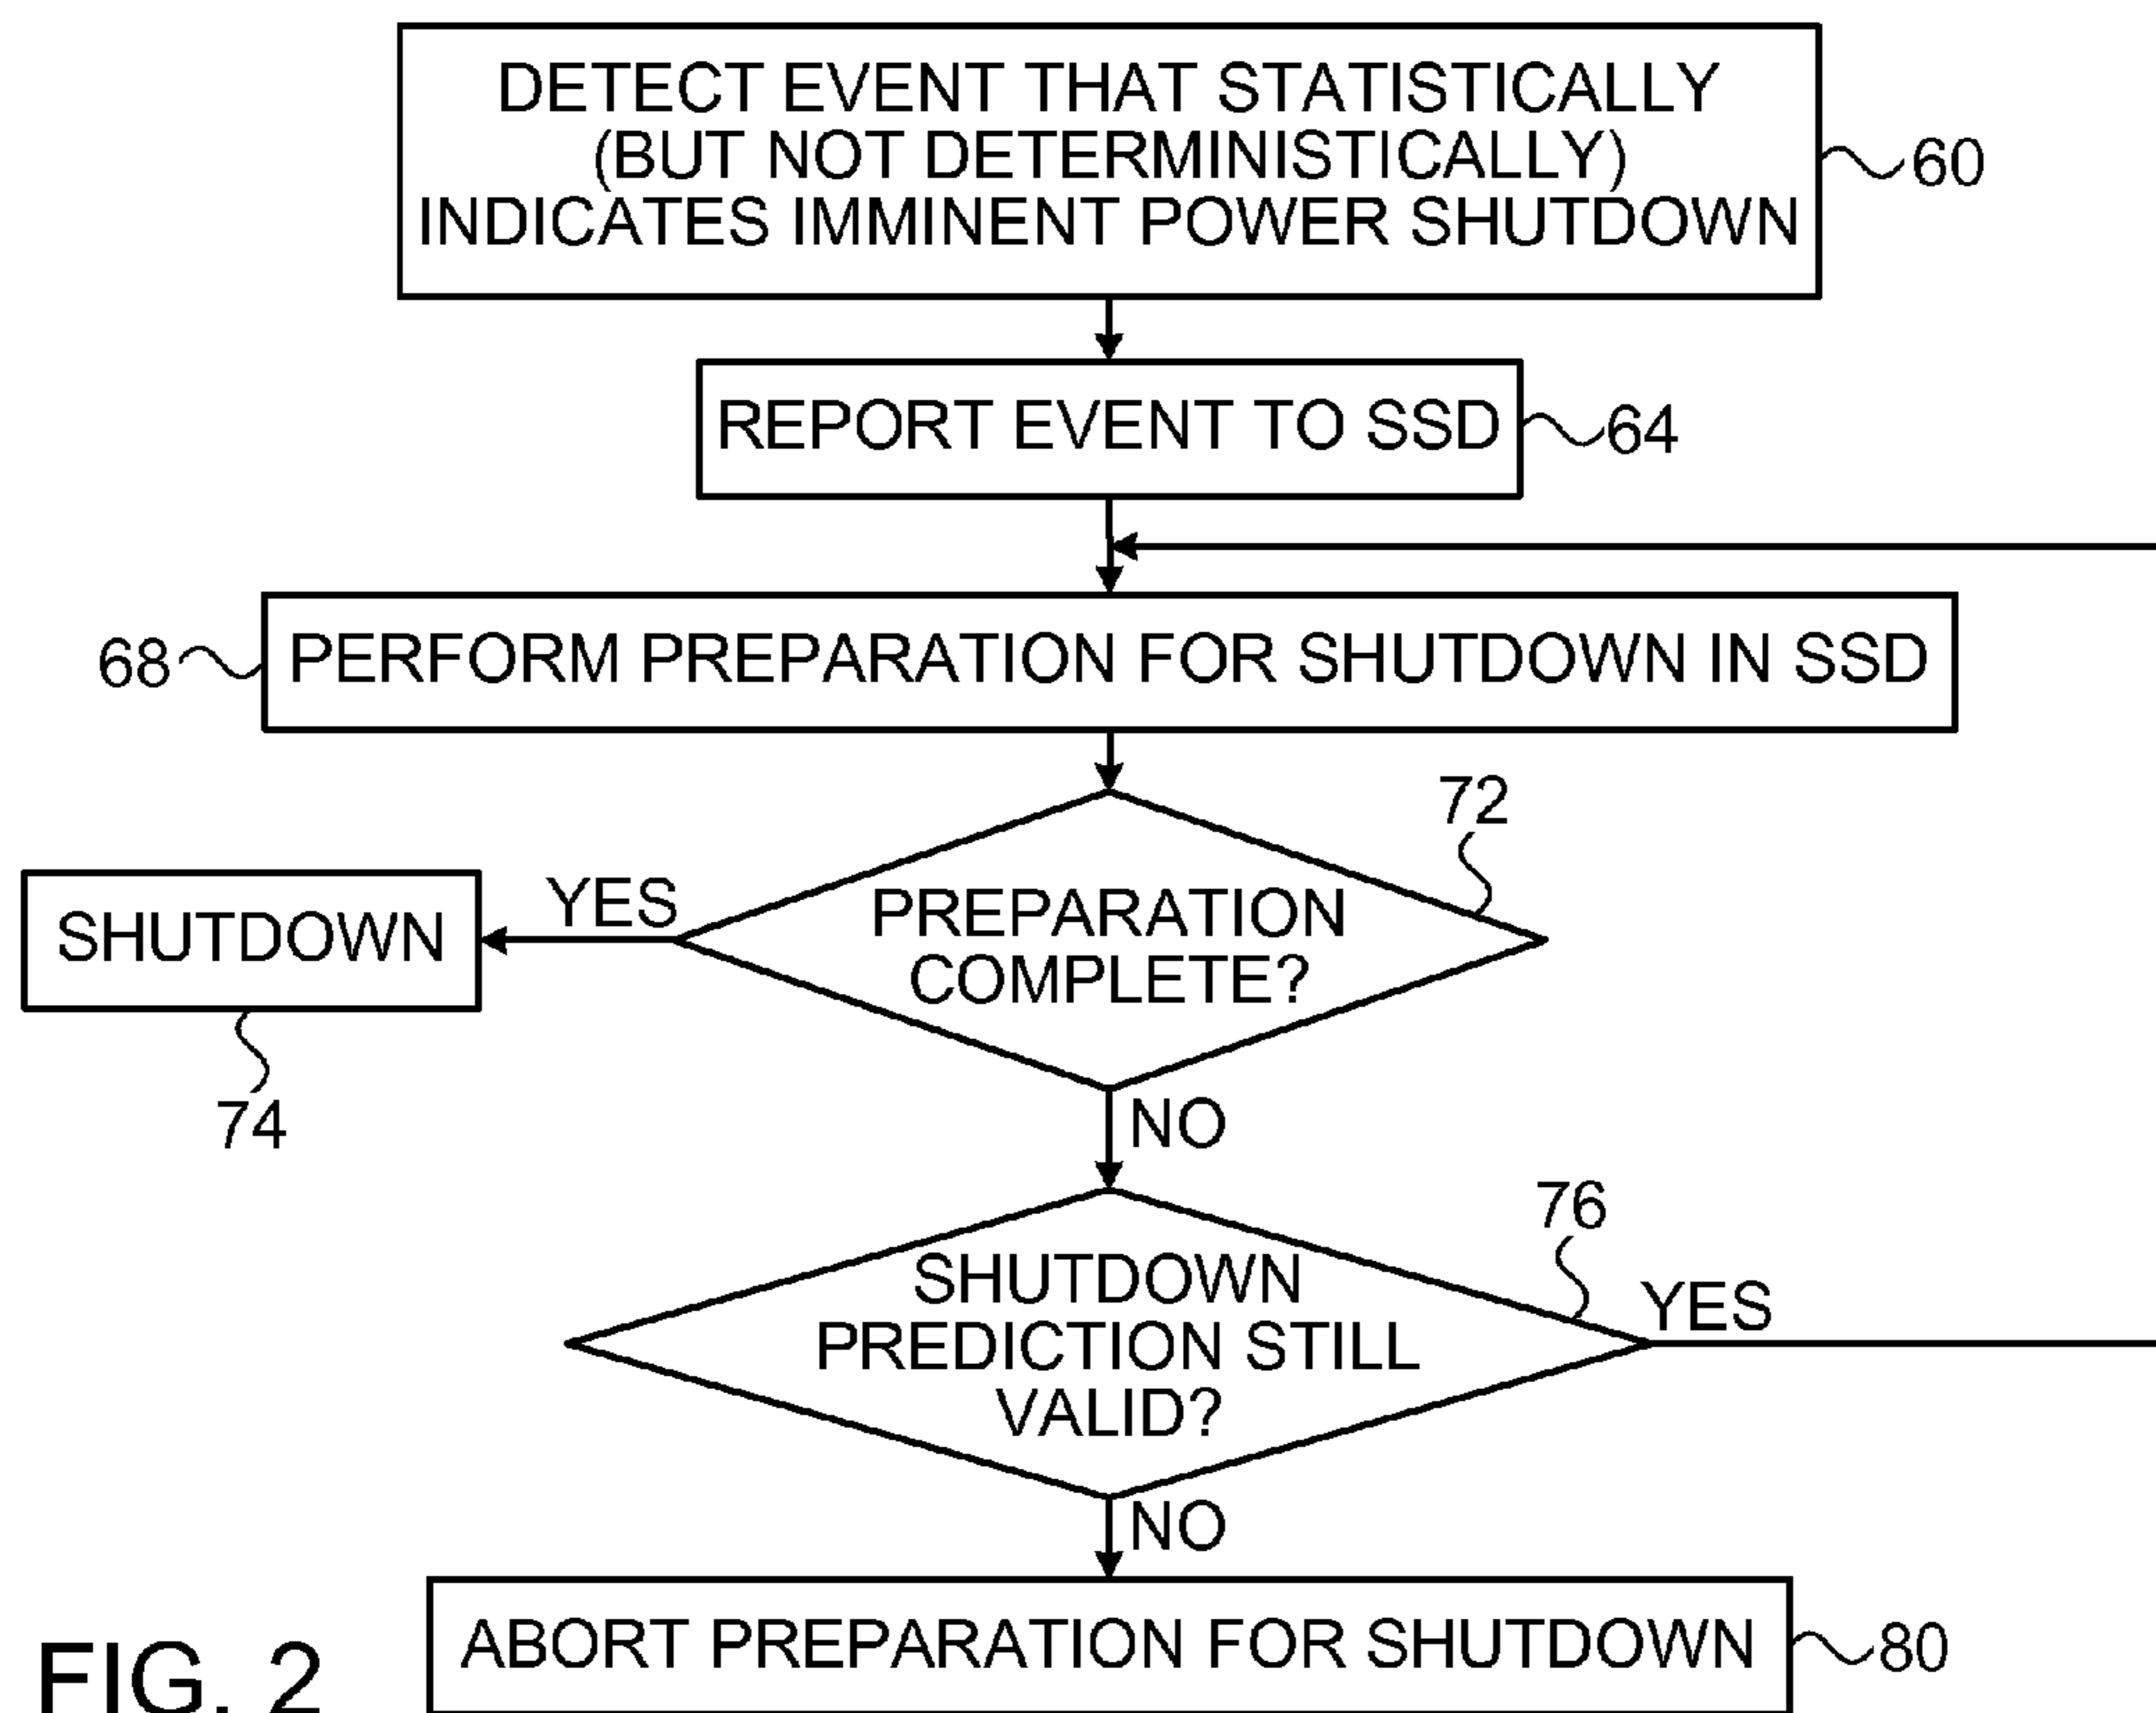 DETECT EVENT THAT STATISTICALLY
(BUT NOT DETERMINISTICALLY)
INDICATES IMMINENT POWER SHUTDOWN
60
REPORT EVENT TO SSD
64
68
PERFORM PREPARATION FOR SHUTDOWN IN SSD
72
PREPARATION
COMPLETE?
YES
SHUTDOWN
74
NO
76
SHUTDOWN
PREDICTION STILL
VALID?
YES
NO
ABORT PREPARATION FOR SHUTDOWN
80
FIG. 2